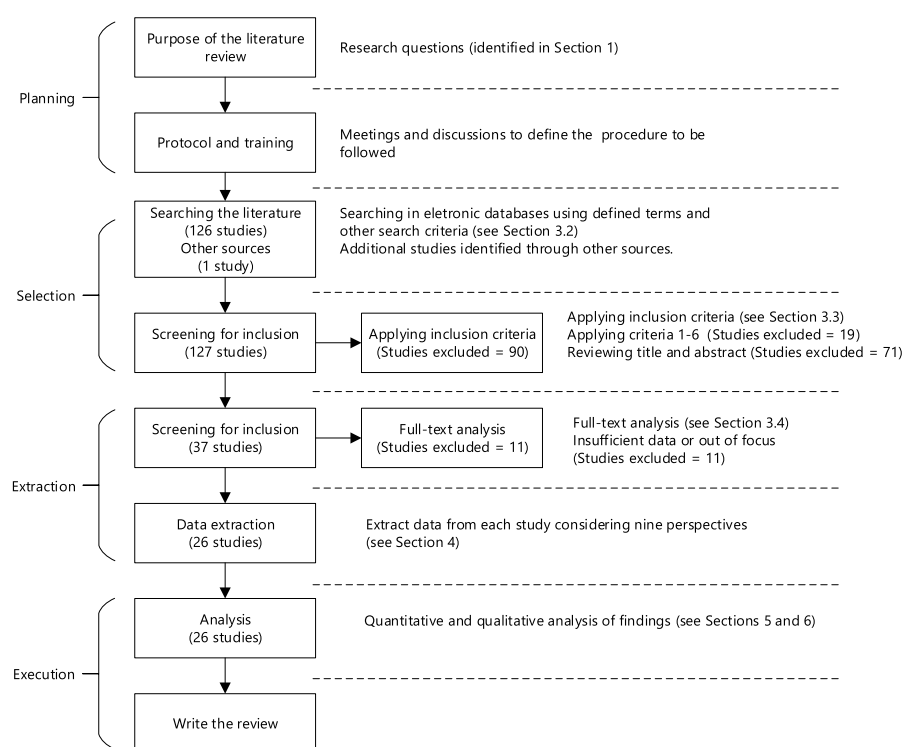 Purpose of the literature
review
Research questions (identified in Section 1)
Planning
Protocol and training
Meetings and discussions to define the procedure to be
followed
Searching the literature
(126 studies)
Other sources
(1 study)
Searching in eletronic databases using defined terms and
other search criteria (see Section 3.2)
Additional studies identified through other sources.
Selection
Screening for inclusion
(127 studies)
Applying inclusion criteria
(Studies excluded = 90)
Applying inclusion criteria (see Section 3.3)
Applying criteria 1-6 (Studies excluded = 19)
Reviewing title and abstract (Studies excluded = 71)
Screening for inclusion
(37 studies)
Full-text analysis
(Studies excluded = 11)
Full-text analysis (see Section 3.4)
Insufficient data or out of focus
(Studies excluded = 11)
Extraction
Data extraction
(26 studies)
Extract data from each study considering nine perspectives
(see Section 4)
Analysis
(26 studies)
Quantitative and qualitative analysis of findings (see Sections 5 and 6)
Execution
Write the review